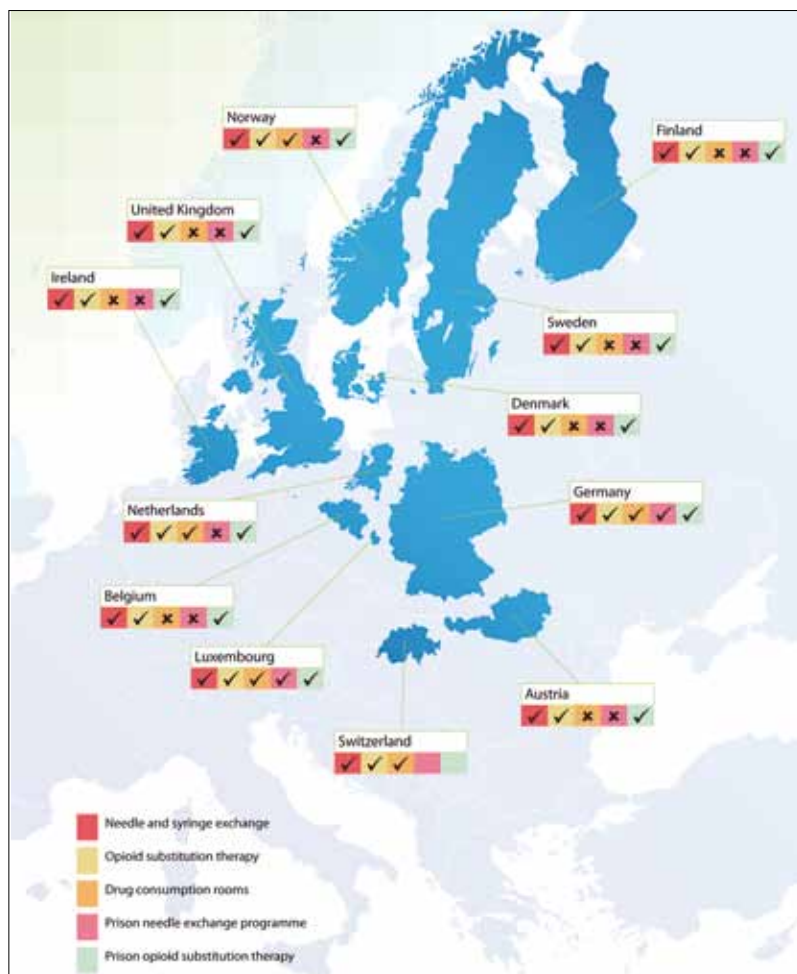 Norway
✓ ✓ ✓ × ✓
Finland
✓ ✓ × × ✓
United Kingdom
✓ ✓ × × ✓
Ireland
✓ ✓ × × ✓
Sweden
✓ ✓ × × ✓
Denmark
✓ ✓ × × ✓
Germany
✓ ✓ ✓ ✓ ✓
Netherlands
✓ ✓ ✓ × ✓
Belgium
✓ ✓ × × ✓
Luxembourg
✓ ✓ ✓ ✓ ✓
Austria
✓ ✓ × × ✓
Switzerland
✓ ✓ ✓
Needle and syringe exchange
Opioid substitution therapy
Drug consumption rooms
Prison needle exchange programme
Prison opioid substitution therapy